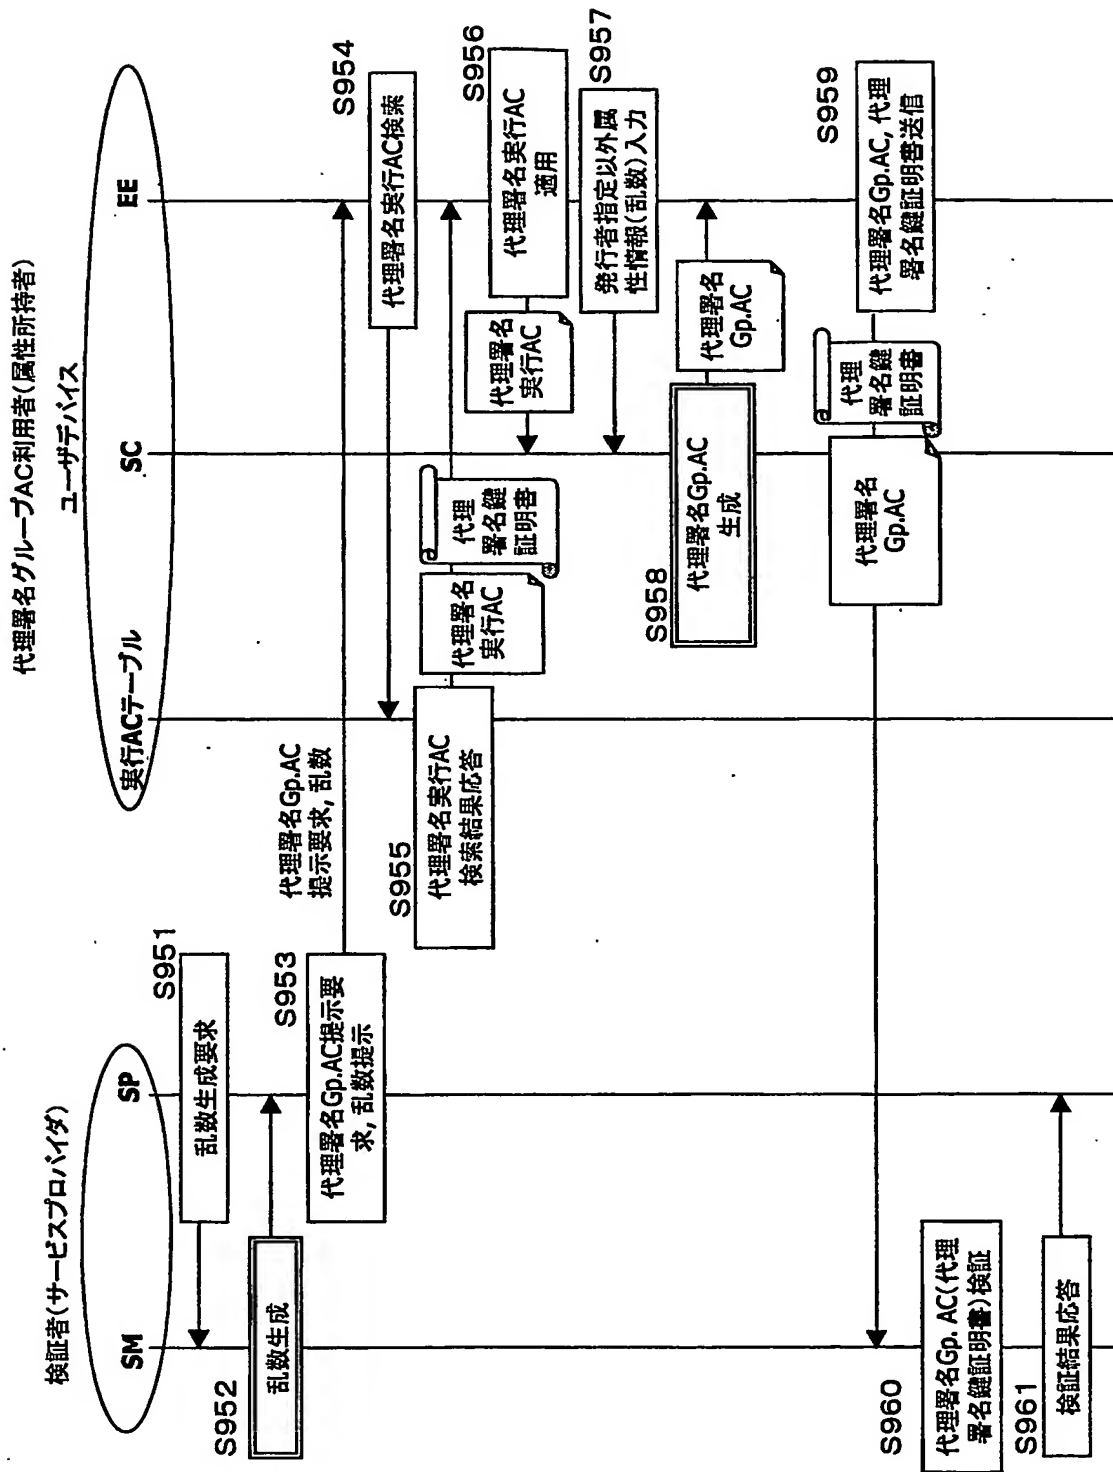 代理署名グループAC利用者(属性所持者)
ユーザデバイス
検証者(サービスプロバイダ)
SM
SP
実行ACテーブル
SC
EE
S951
乱数生成要求
S952
乱数生成
S953
代理署名Gp.AC提示要
求,乱数提示
代理署名Gp.AC
提示要求,乱数
S954
代理署名実行AC検索
S955
代理署名実行AC
検索結果応答
代理署名
実行AC
代理
署名鍵
証明書
S956
代理署名実行AC
適用
代理署名
実行AC
S957
発行者指定以外属
性情報(乱数)入力
S958
代理署名Gp.AC
生成
代理署名
Gp.AC
S959
代理署名Gp.AC,代理
署名鍵証明書送信
代理
署名鍵
証明書
代理署名
Gp.AC
S960
代理署名Gp. AC(代理
署名鍵証明書)検証
S961
検証結果応答